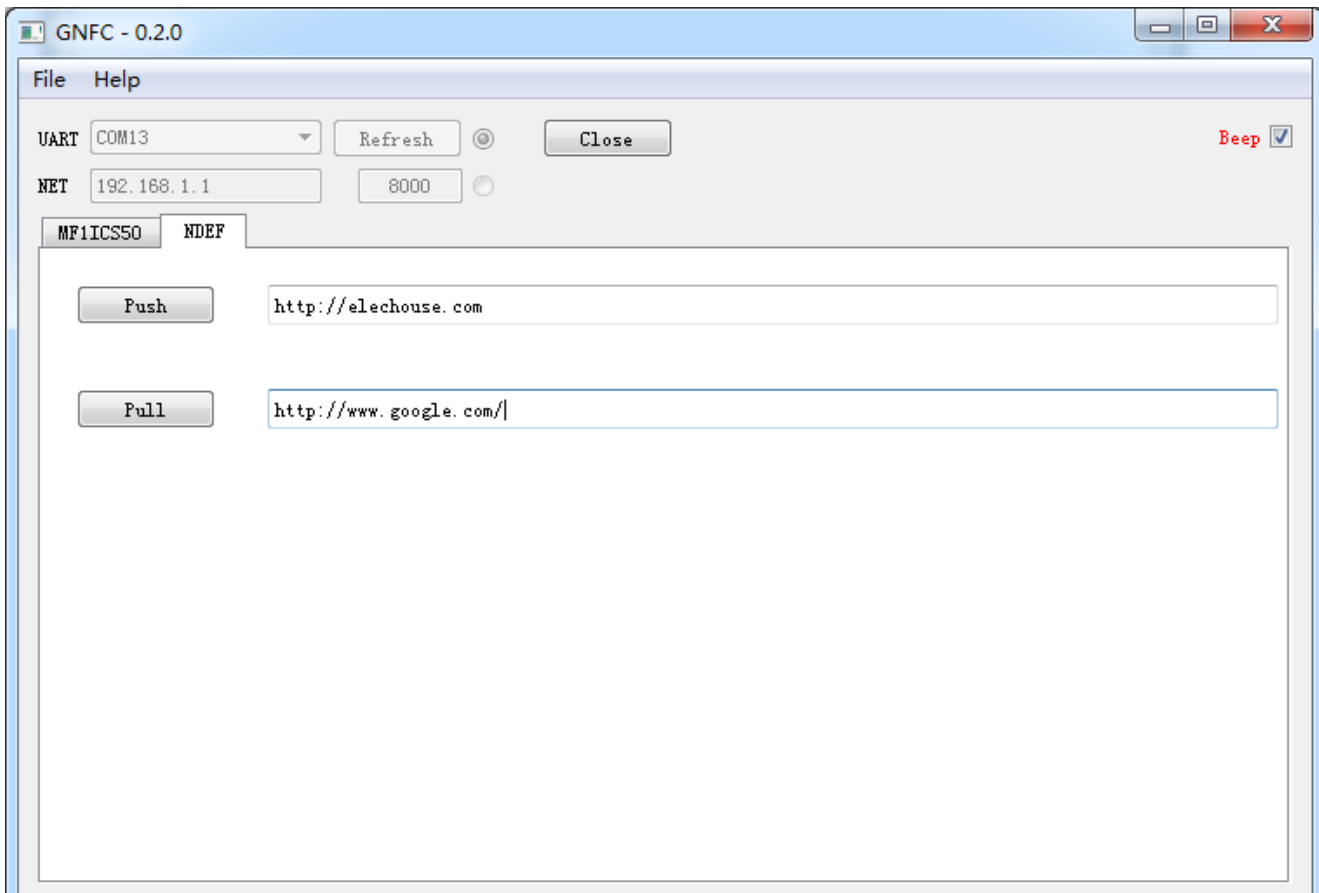 GNFC - 0.2.0
File Help
UART COM13 Refresh Close Beep
NET 192.168.1.1 8000
MF1ICS50 NDEF
Push http://elechouse.com
Pull http://www.google.com/